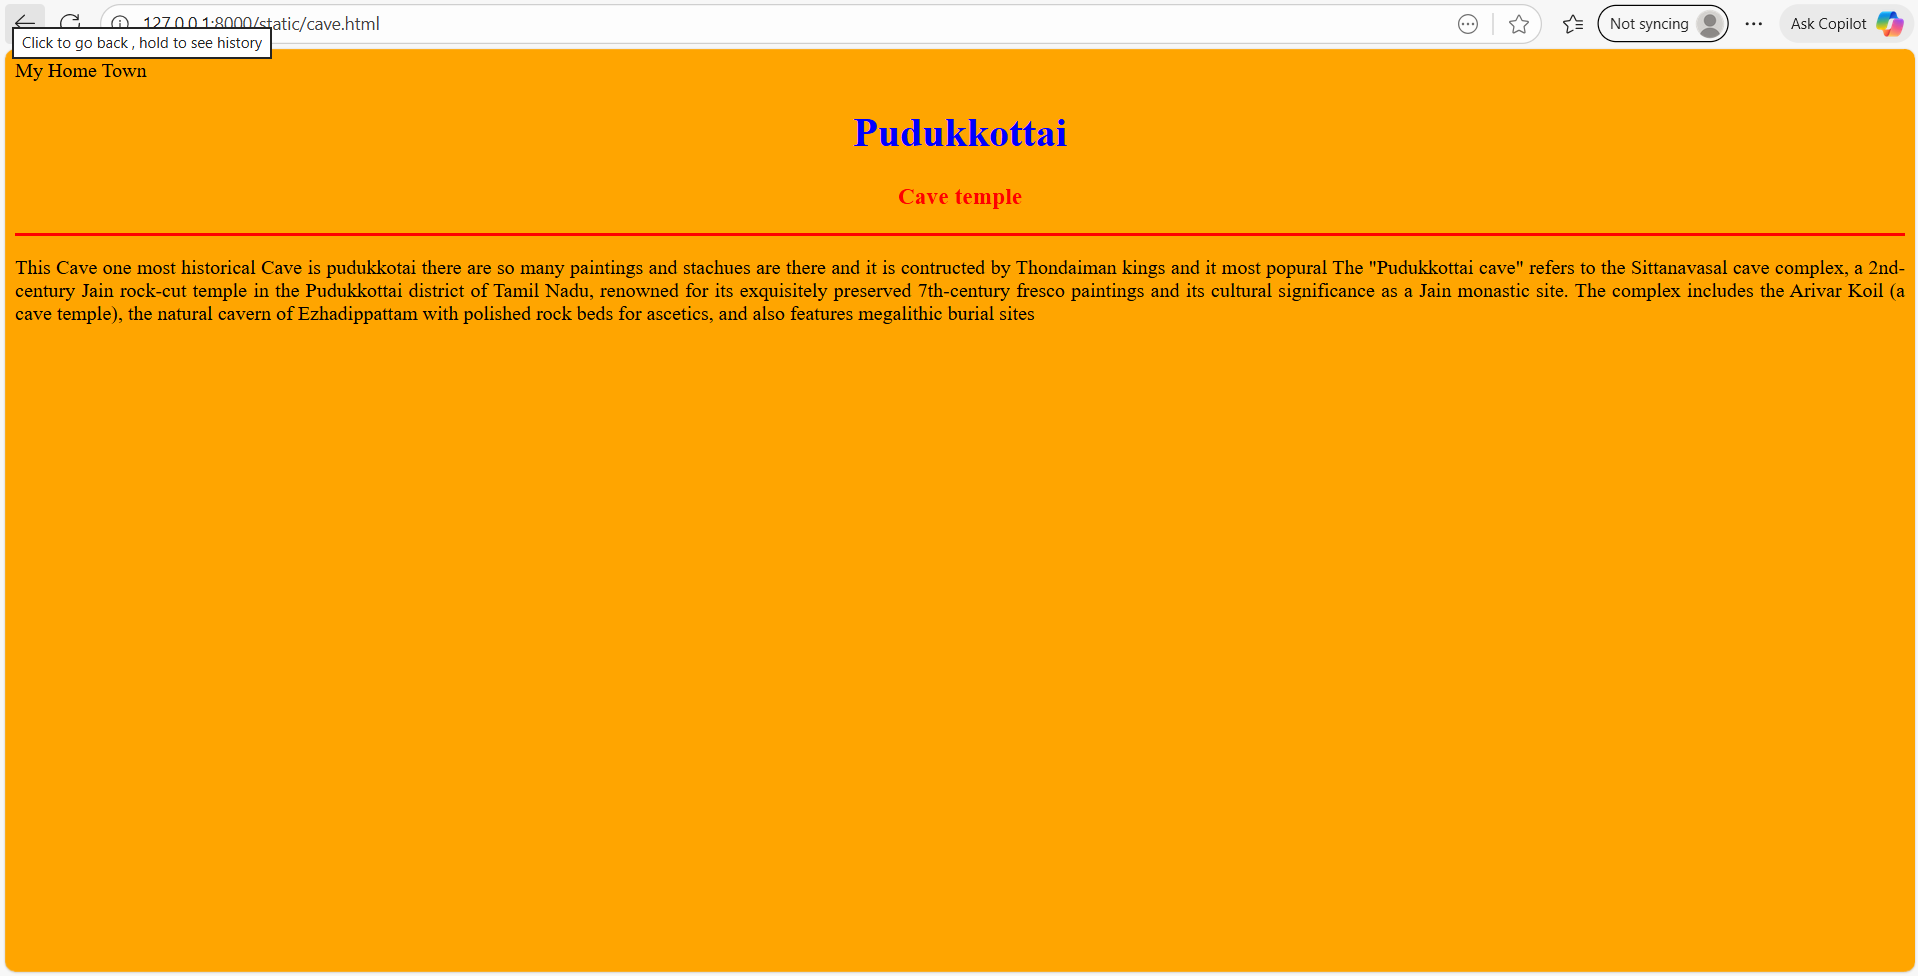 127.0.0.1:8000/static/cave.html
Not syncing
Ask Copilot
Click to go back , hold to see history
My Home Town
Pudukkottai
Cave temple
This Cave one most historical Cave is pudukkotai there are so many paintings and stachues are there and it is contructed by Thondaiman kings and it most popural The "Pudukkottai cave" refers to the Sittanavasal cave complex, a 2nd-
century Jain rock-cut temple in the Pudukkottai district of Tamil Nadu, renowned for its exquisitely preserved 7th-century fresco paintings and its cultural significance as a Jain monastic site. The complex includes the Arivar Koil (a
cave temple), the natural cavern of Ezhadippattam with polished rock beds for ascetics, and also features megalithic burial sites